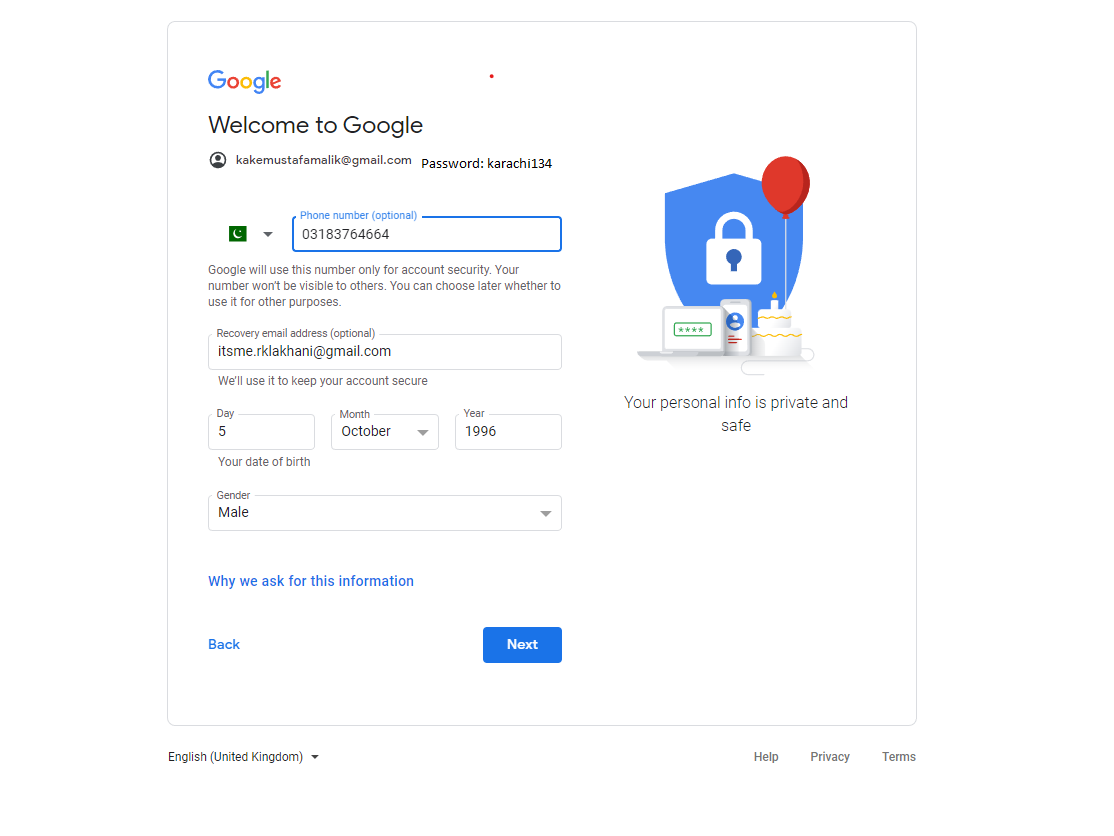 Google
Welcome to Google
kakemustafamalik@gmail.com Password: karachi134
Phone number (optional)
03183764664
Google will use this number only for account security. Your
number won't be visible to others. You can choose later whether to
use it for other purposes.
Recovery email address (optional)
itsme.rklakhani@gmail.com
We'll use it to keep your account secure
Day Month Year
5 October 1996
Your date of birth
Gender
Male
Why we ask for this information
Back Next
****
Your personal info is private and
safe
English (United Kingdom) Help Privacy Terms